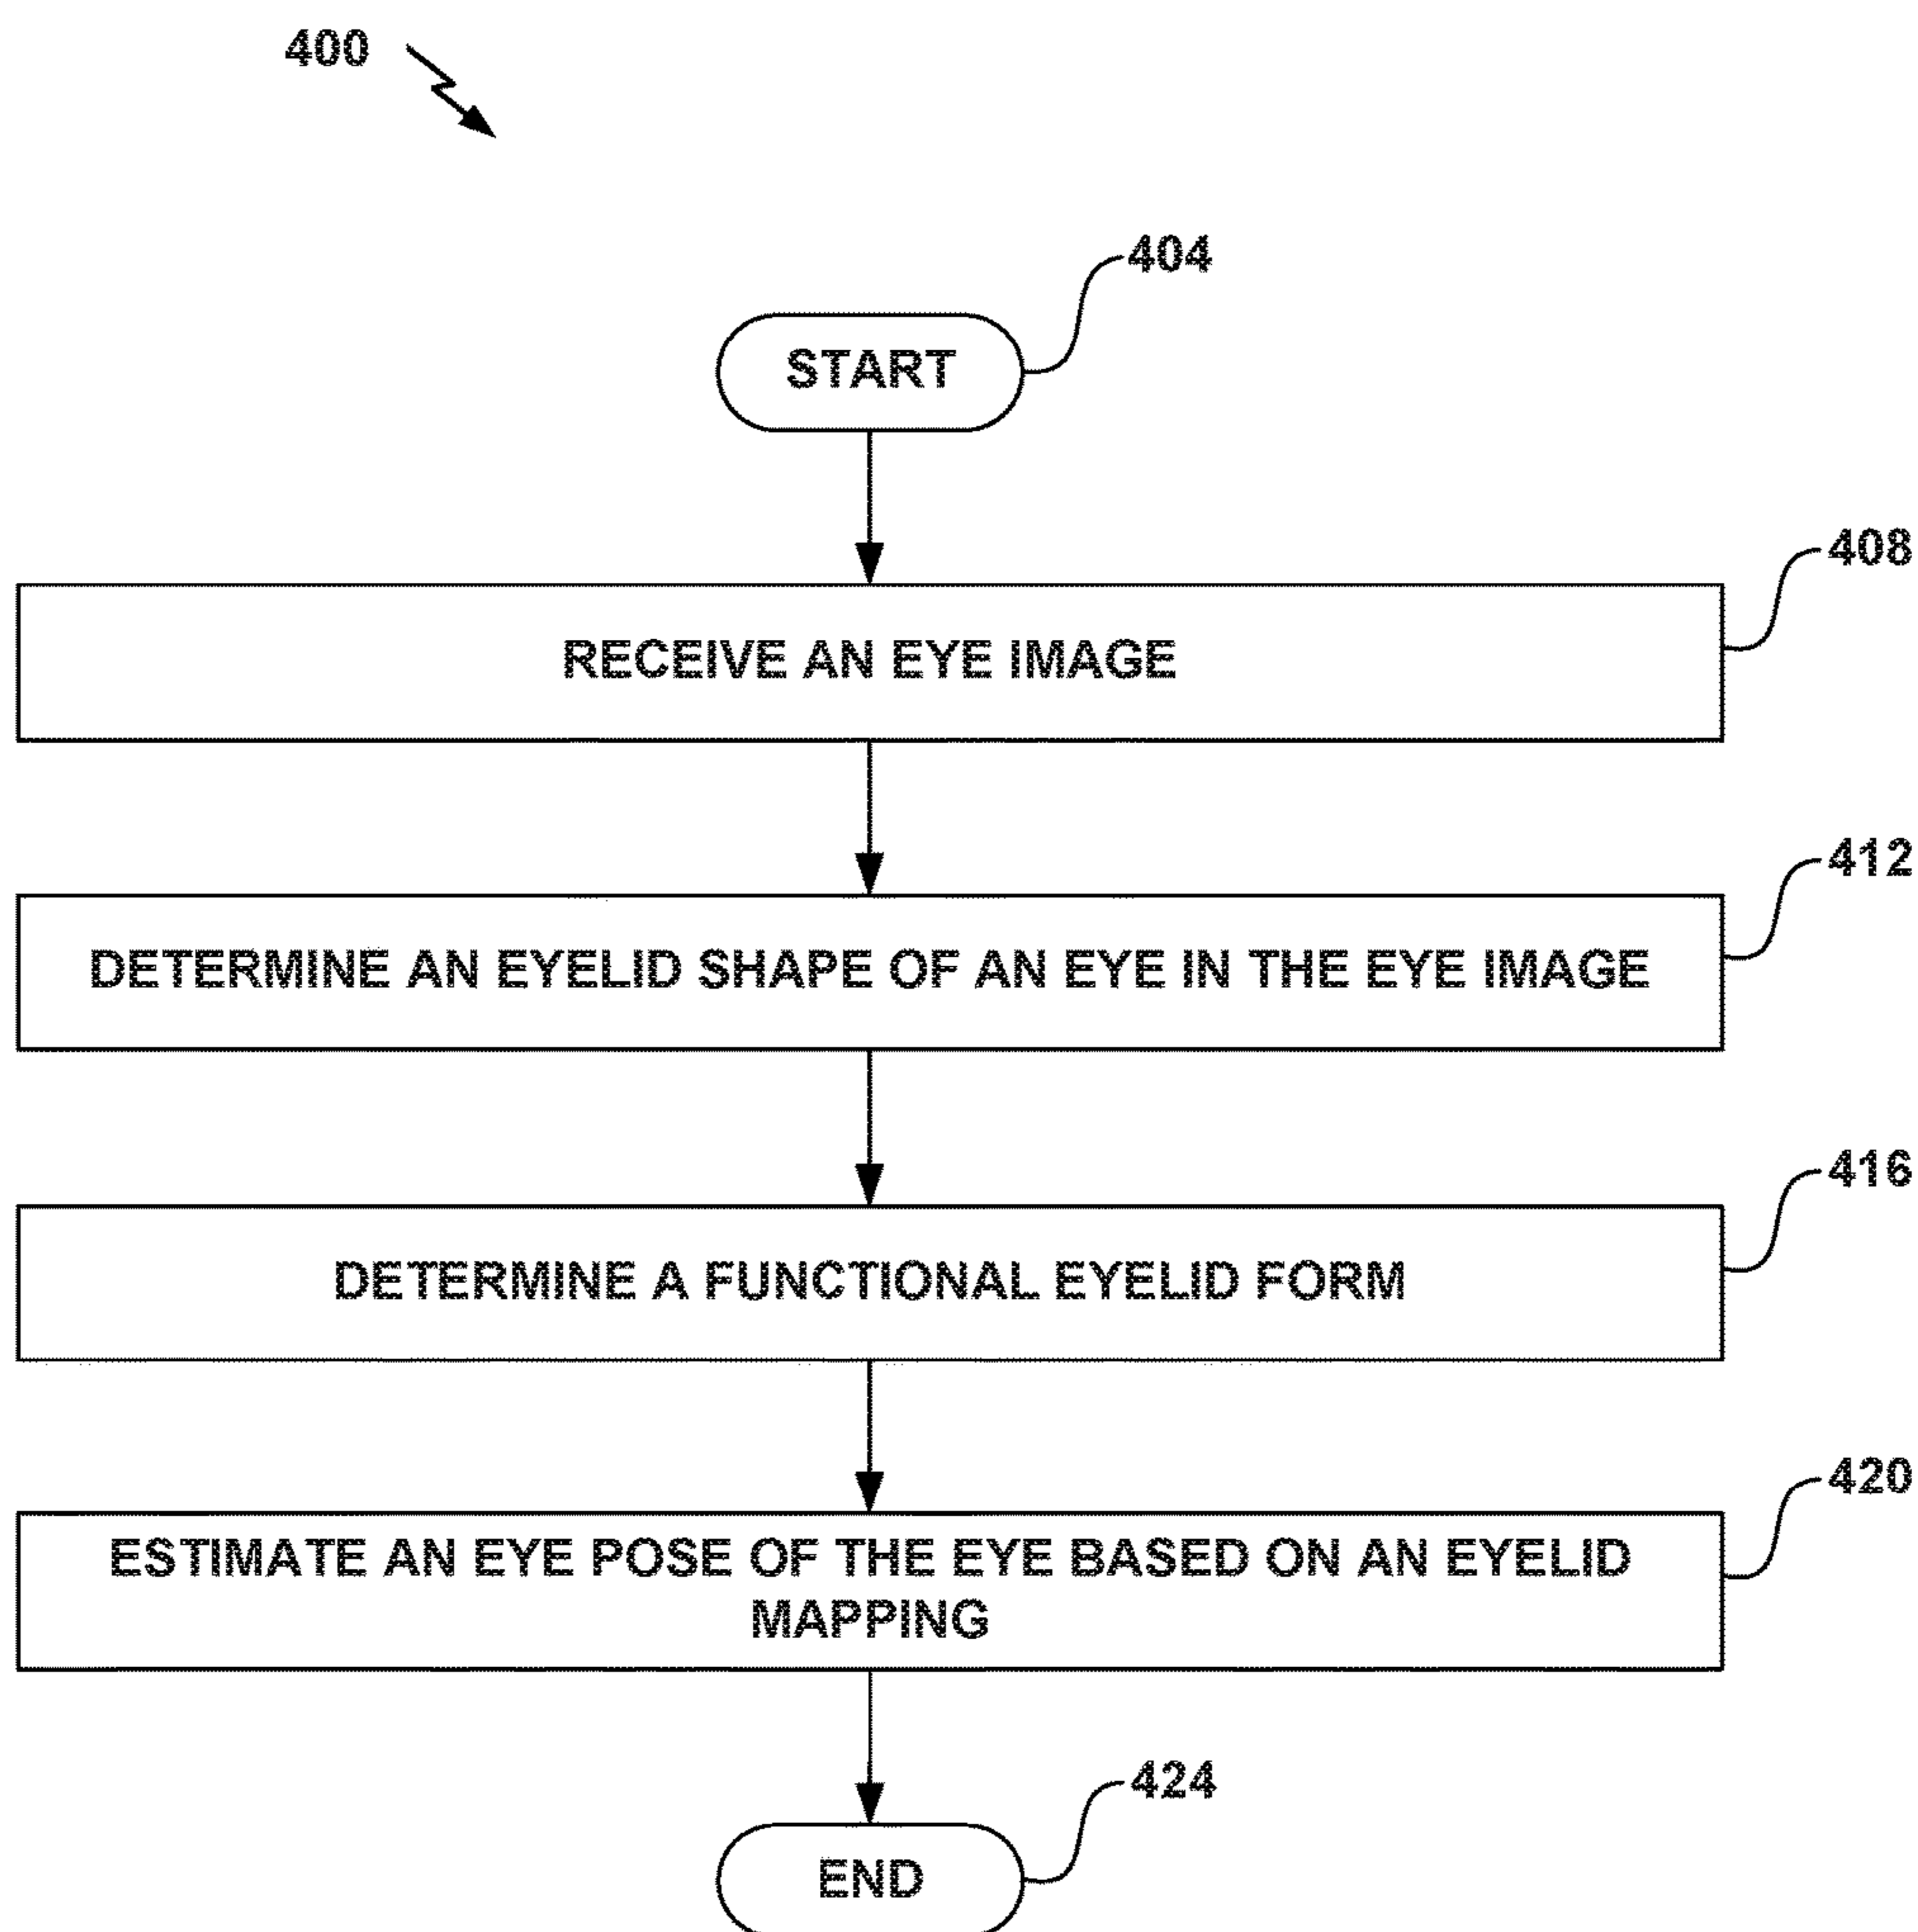 400
404
START
408
RECEIVE AN EYE IMAGE
412
DETERMINE AN EYELID SHAPE OF AN EYE IN THE EYE IMAGE
416
DETERMINE A FUNCTIONAL EYELID FORM
420
ESTIMATE AN EYE POSE OF THE EYE BASED ON AN EYELID
MAPPING
424
END